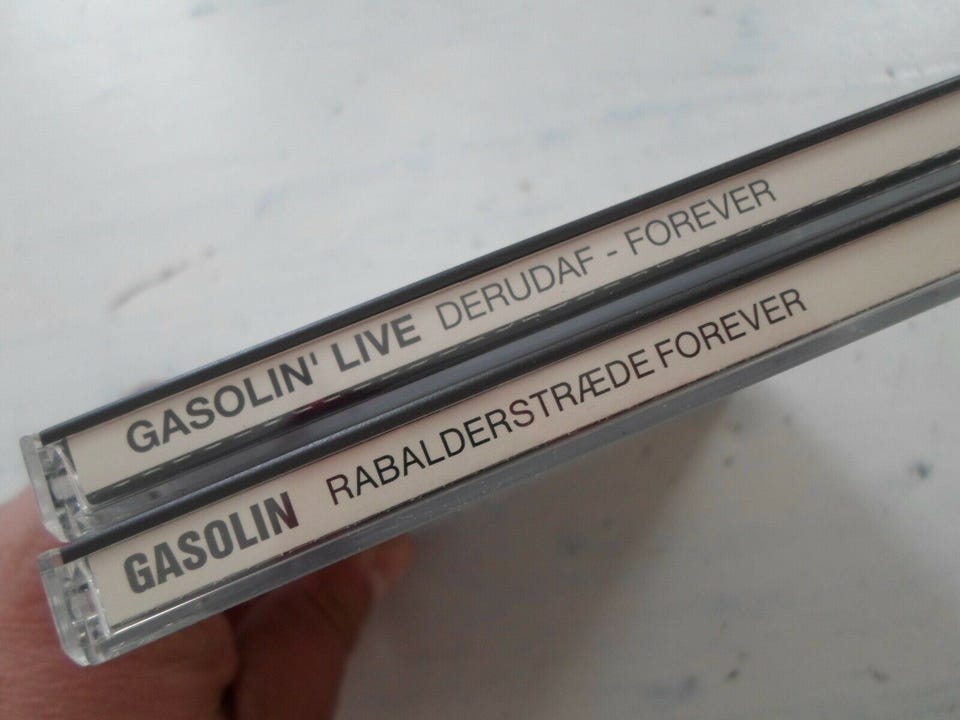 GASOLIN' LIVE DERUDAF - FOREVER
GASOLIN RABALDERSTRÆDE FOREVER